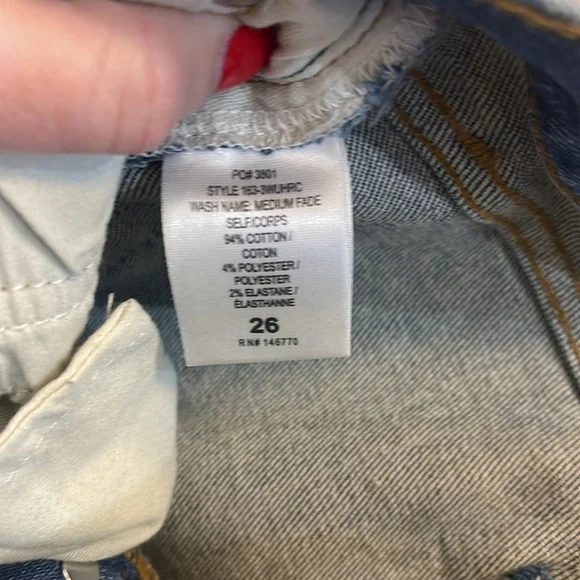 PO# 3801
STYLE 163-3WUHRC
WASH NAME: MEDIUM FADE
SELF/CORPS
94% COTTON /
COTON
4% POLYESTER /
POLYESTER
2% ELASTANE /
ÉLASTHANNE
26
RN# 146770